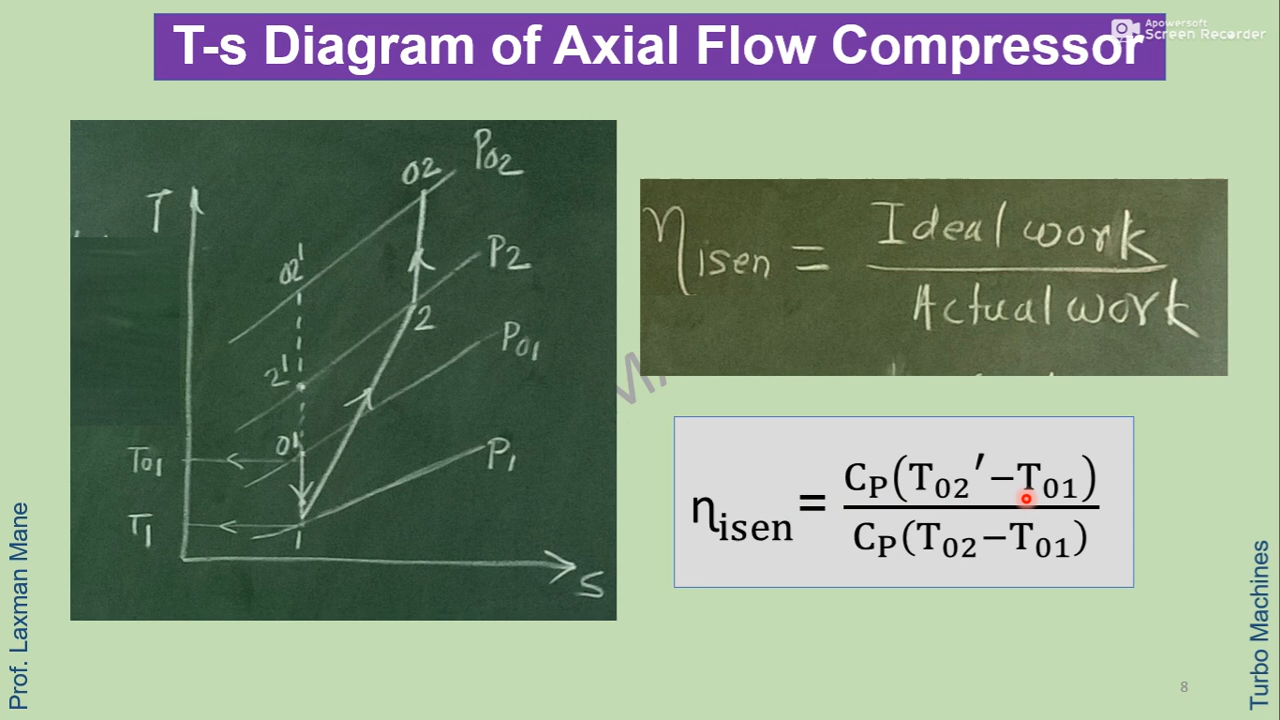 T-s Diagram of Axial Flow Compressor
Apowersoft
Screen Recorder
T
02
P02
02'
P2
2
2'
P01
01
T01
P1
T1
1
S
ηisen = Ideal work
Actual work
ηisen = CP(T02′−T01)
CP(T02−T01)
Prof. Laxman Mane
Turbo Machines
8